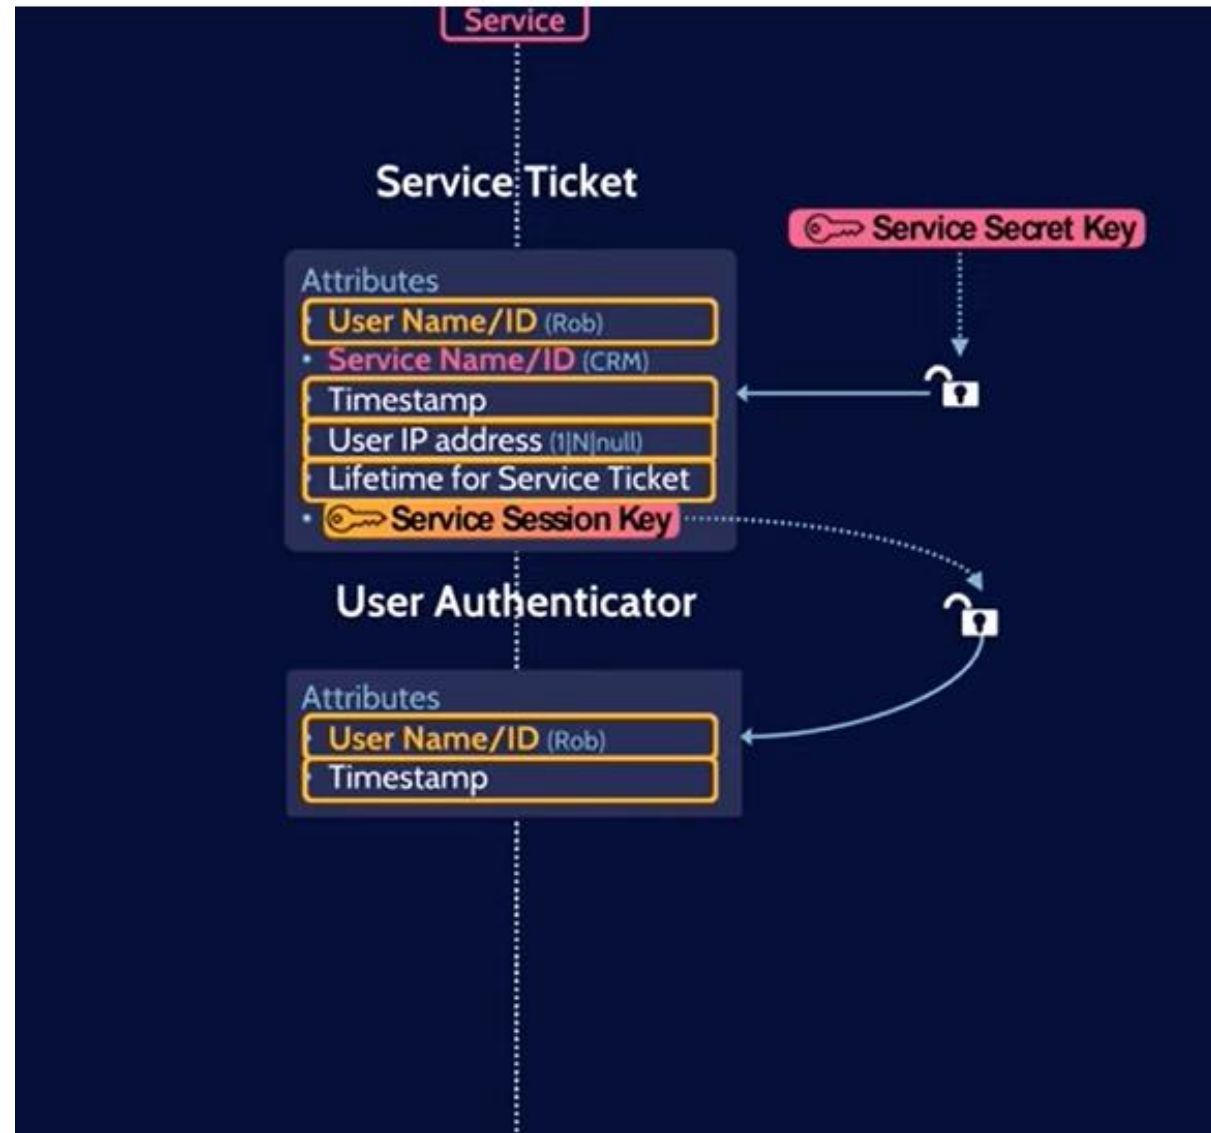 Service
Service Ticket
Service Secret Key
Attributes
• User Name/ID (Rob)
• Service Name/ID (CRM)
• Timestamp
• User IP address (1|N|null)
• Lifetime for Service Ticket
• Service Session Key
User Authenticator
Attributes
• User Name/ID (Rob)
• Timestamp